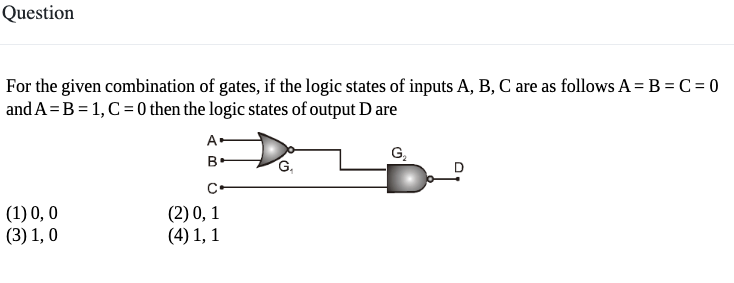 Question
For the given combination of gates, if the logic states of inputs A, B, C are as follows A = B = C = 0
and A = B = 1, C = 0 then the logic states of output D are
A
B
G₁
G₂
D
C
(1) 0, 0 (2) 0, 1
(3) 1, 0 (4) 1, 1